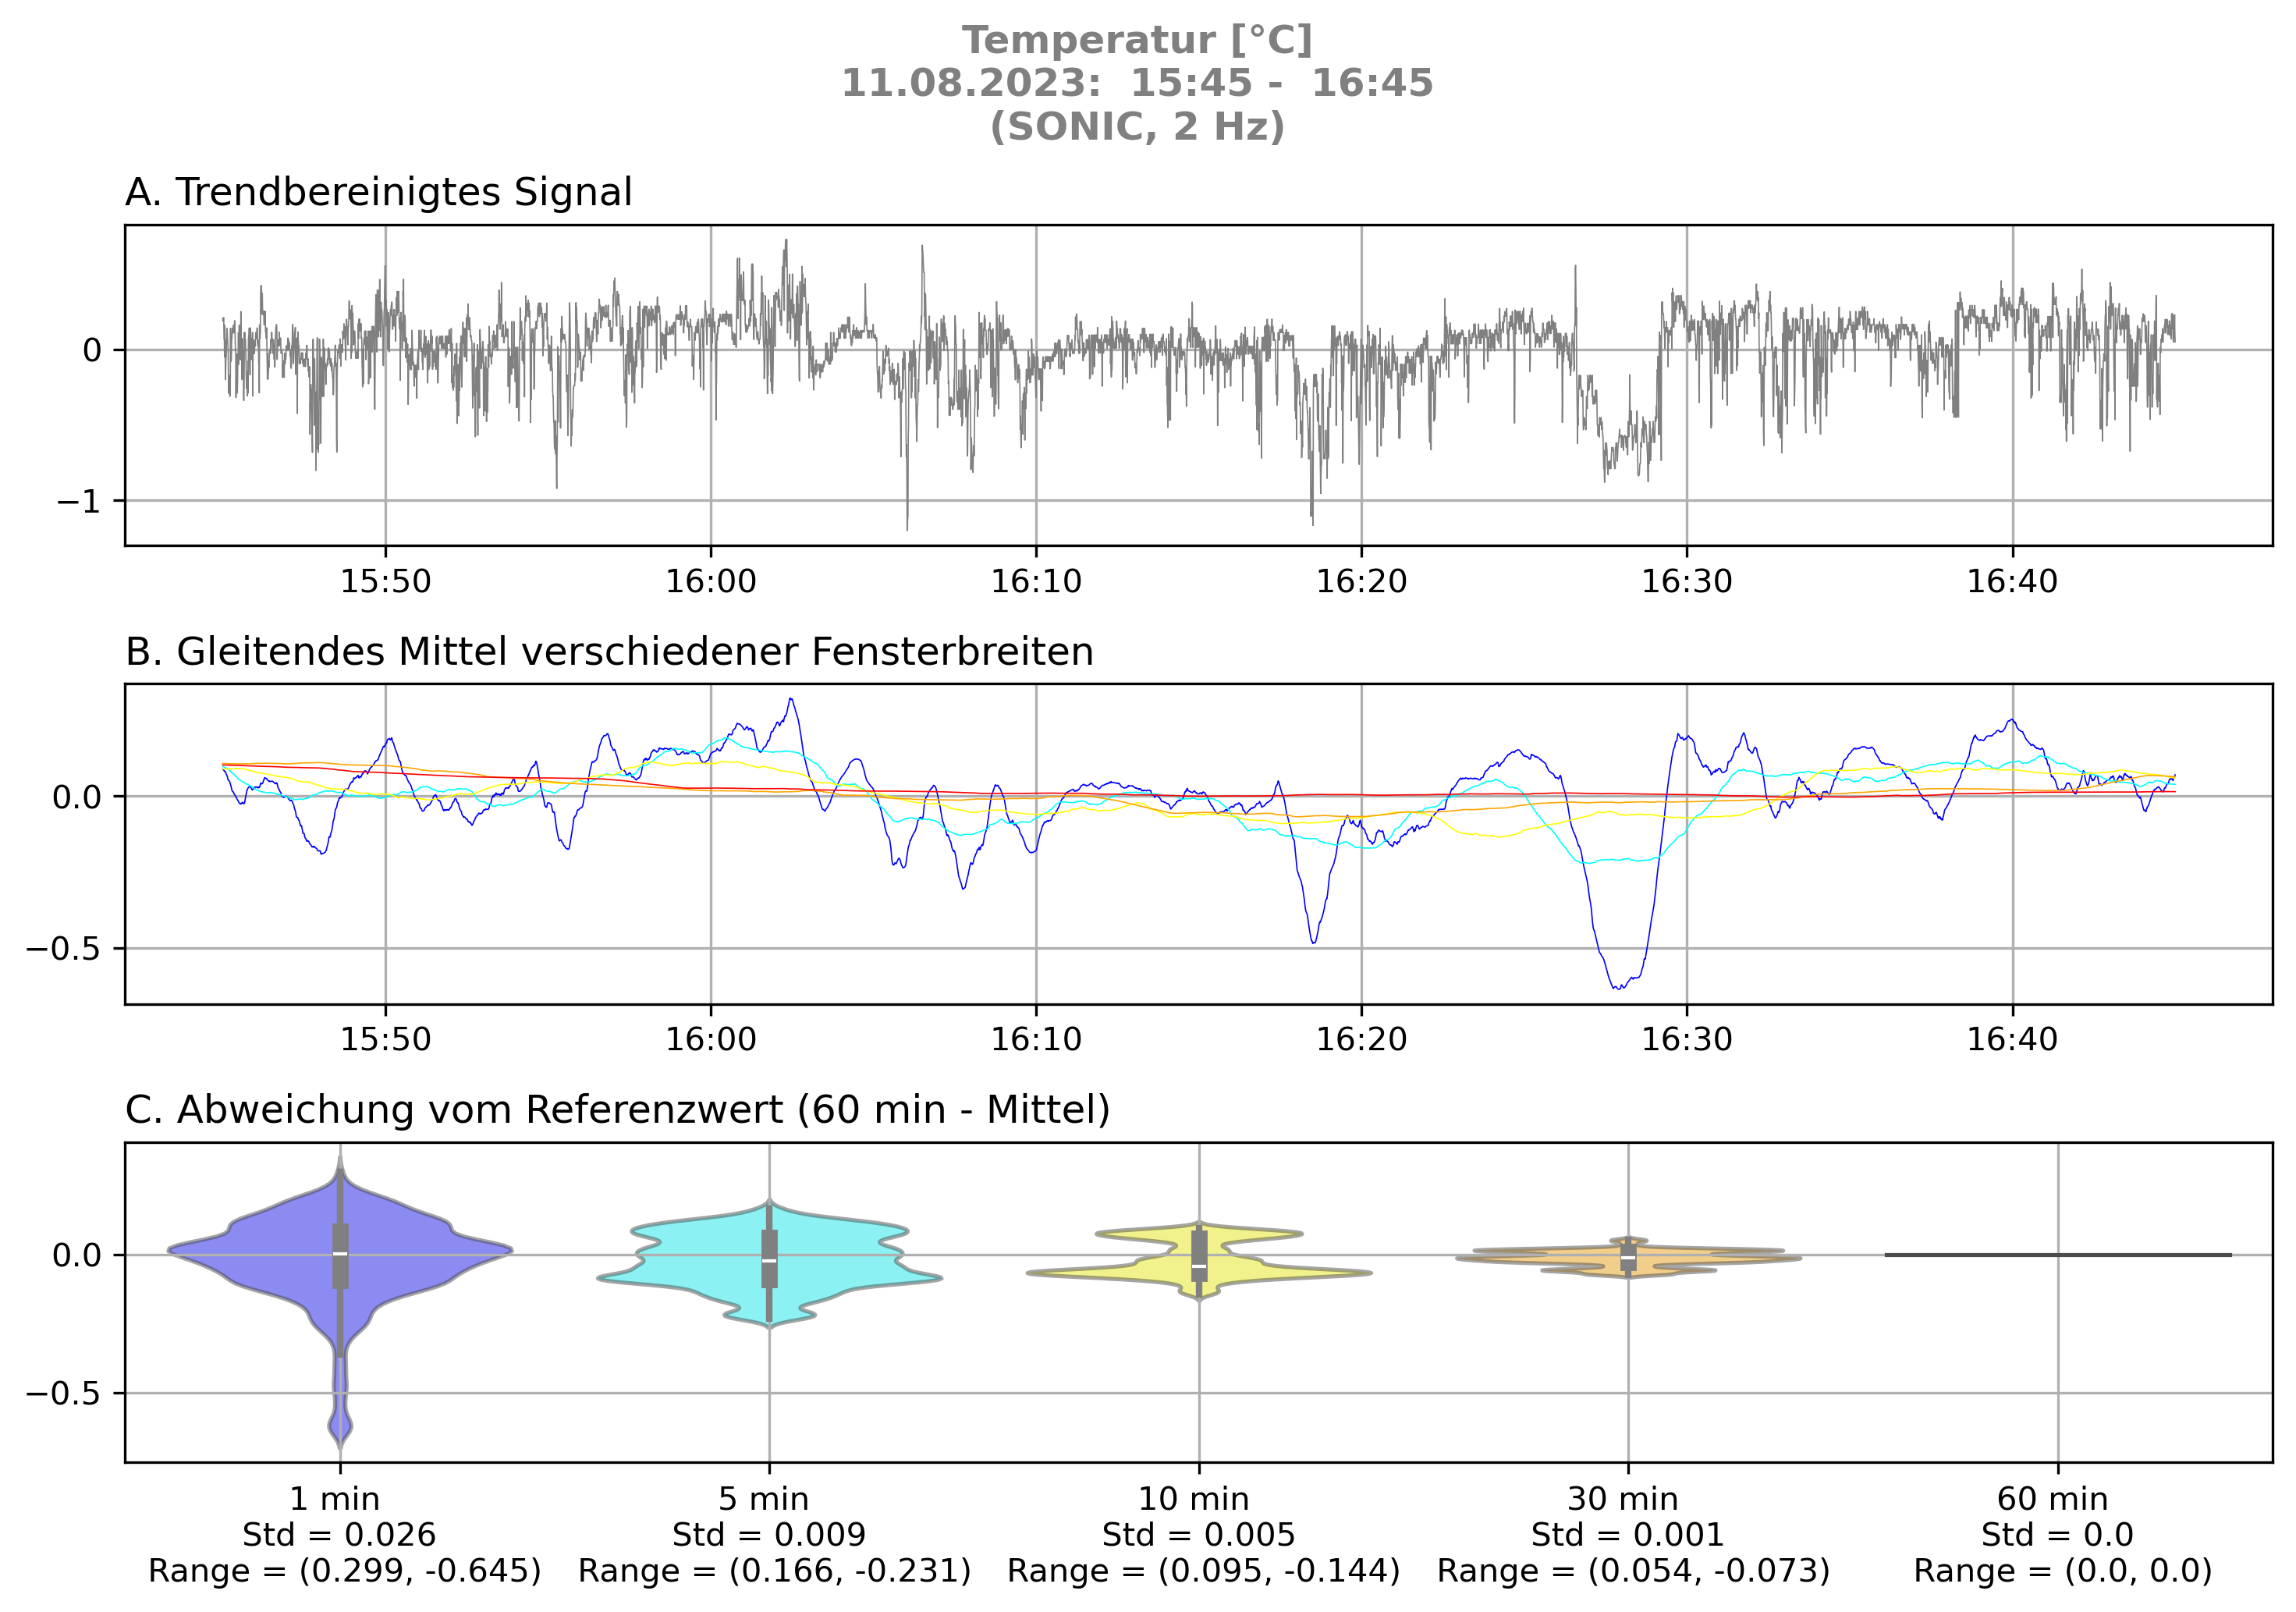 Temperatur [°C]
11.08.2023:  15:45 -  16:45
(SONIC, 2 Hz)
A. Trendbereinigtes Signal
0
−1
15:50 16:00 16:10 16:20 16:30 16:40
B. Gleitendes Mittel verschiedener Fensterbreiten
0.0
−0.5
15:50 16:00 16:10 16:20 16:30 16:40
C. Abweichung vom Referenzwert (60 min - Mittel)
0.0
−0.5
1 min 5 min 10 min 30 min 60 min
Std = 0.026 Std = 0.009 Std = 0.005 Std = 0.001 Std = 0.0
Range = (0.299, -0.645) Range = (0.166, -0.231) Range = (0.095, -0.144) Range = (0.054, -0.073) Range = (0.0, 0.0)